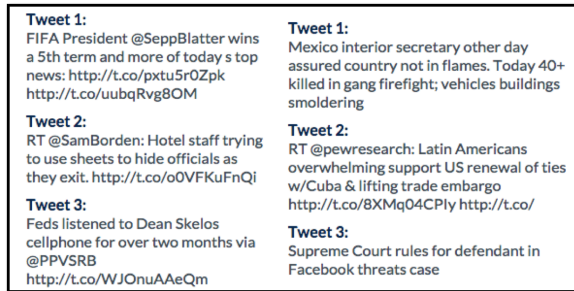 Tweet 1:
FIFA President @SeppBlatter wins
a 5th term and more of today s top
news: http://t.co/pxtu5r0Zpk
http://t.co/uubqRvg8OM
Tweet 2:
RT @SamBorden: Hotel staff trying
to use sheets to hide officials as
they exit. http://t.co/o0VFKuFnQi
Tweet 3:
Feds listened to Dean Skelos
cellphone for over two months via
@PPVSRB
http://t.co/WJOnuAAeQm
Tweet 1:
Mexico interior secretary other day
assured country not in flames. Today 40+
killed in gang firefight; vehicles buildings
smoldering
Tweet 2:
RT @pewresearch: Latin Americans
overwhelming support US renewal of ties
w/Cuba & lifting trade embargo
http://t.co/8XMq04CPIy http://t.co/
Tweet 3:
Supreme Court rules for defendant in
Facebook threats case